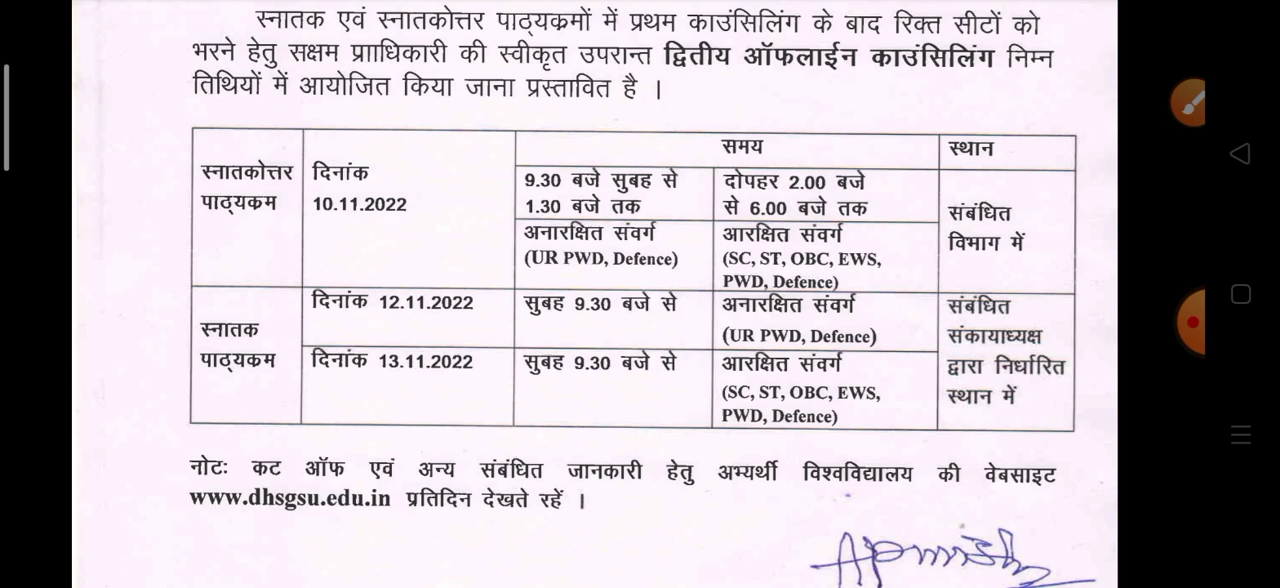 स्नातक एवं स्नातकोत्तर पाठ्यक्रमों में प्रथम काउंसिलिंग के बाद रिक्त सीटों को
भरने हेतु सक्षम प्रााधिकारी की स्वीकृत उपरान्त द्वितीय ऑफलाईन काउंसिलिंग निम्न
तिथियों में आयोजित किया जाना प्रस्तावित है ।
समय
स्थान
स्नातकोत्तर
पाठ्यक्रम
दिनांक
10.11.2022
9.30 बजे सुबह से
1.30 बजे तक
दोपहर 2.00 बजे
से 6.00 बजे तक
संबंधित
विभाग में
अनारक्षित संवर्ग
(UR PWD, Defence)
आरक्षित संवर्ग
(SC, ST, OBC, EWS,
PWD, Defence)
स्नातक
पाठ्यक्रम
दिनांक 12.11.2022
सुबह 9.30 बजे से
अनारक्षित संवर्ग
(UR PWD, Defence)
संबंधित
संकायाध्यक्ष
द्वारा निर्धारित
स्थान में
दिनांक 13.11.2022
सुबह 9.30 बजे से
आरक्षित संवर्ग
(SC, ST, OBC, EWS,
PWD, Defence)
नोटः कट ऑफ एवं अन्य संबंधित जानकारी हेतु अभ्यर्थी विश्वविद्यालय की वेबसाइट
www.dhsgsu.edu.in प्रतिदिन देखते रहें ।